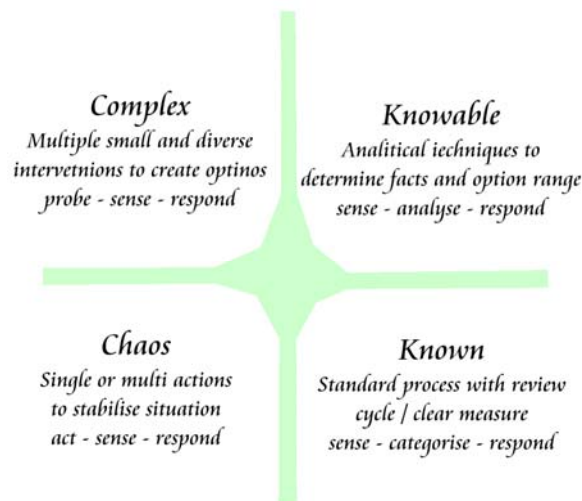 Complex
Multiple small and diverse
intervetnions to create optinos
probe - sense - respond
Knowable
Analitical iechniques to
determine facts and option range
sense - analyse - respond
Chaos
Single or multi actions
to stabilise situation
act - sense - respond
Known
Standard process with review
cycle / clear measure
sense - categorise - respond